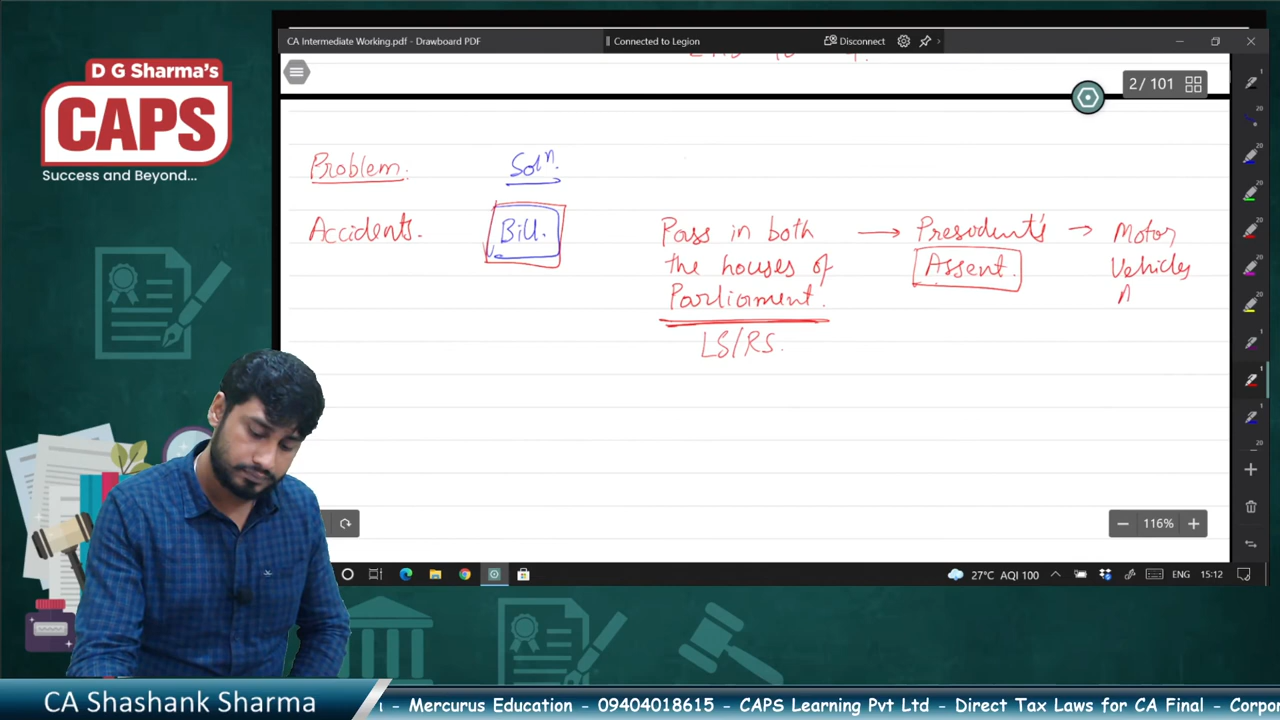 D G Sharma's
CAPS
Success and Beyond...
CA Intermediate Working.pdf - Drawboard PDF
Connected to Legion
Disconnect
2 / 101
Problem.
Solⁿ.
Accidents.
Bill.
Pass in both
the houses of
Parliament.
LS/RS.
→ Presodent's
Assent.
→ Motor
Vehicles
A
116%
27°C AQI 100
ENG
15:12
CA Shashank Sharma
i - Mercurus Education - 09404018615 - CAPS Learning Pvt Ltd - Direct Tax Laws for CA Final - Corpor